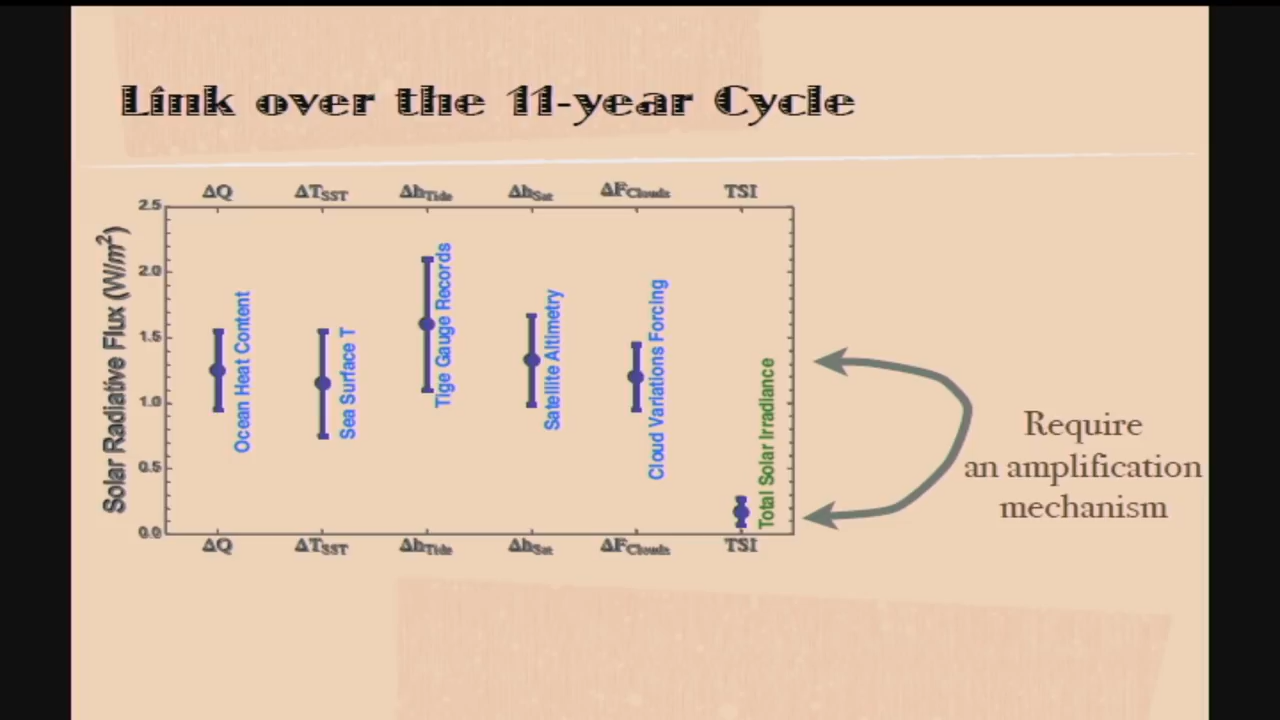 Link over the 11-year Cycle
ΔQ ΔT_SST Δh_Tide Δh_Sat ΔF_Clouds TSI
Solar Radiative Flux (W/m²)
2.5
2.0
1.5
1.0
0.5
0.0
Ocean Heat Content
Sea Surface T
Tige Gauge Records
Satellite Altimetry
Cloud Variations Forcing
Total Solar Irradiance
ΔQ ΔT_SST Δh_Tide Δh_Sat ΔF_Clouds TSI
Require
an amplification
mechanism